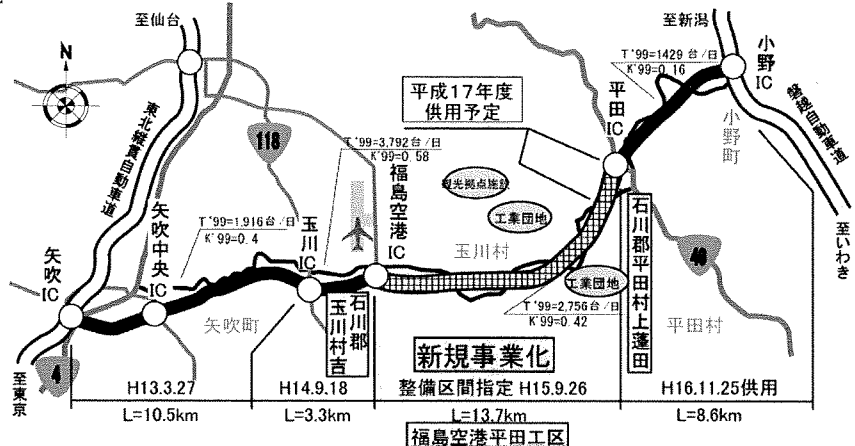 至仙台
至新潟
N
小野
IC
T'99=1429 台/日
K'99=0.16
平成17年度
供用予定
平田
IC
磐越自動車道
小野町
東北縦貫自動車道
118
T'99=3,792 台/日
K'99=0.58
福島空港
IC
観光拠点施設
工業団地
矢吹中央
IC
T'99=1,916 台/日
K'99=0.4
玉川
IC
玉川村
石川郡平田村上蓬田
49
至いわき
矢吹
IC
工業団地
T'99=2,756 台/日
K'99=0.42
矢吹町
石川郡
玉川村吉
平田村
新規事業化
至東京
4
H13.3.27
H14.9.18
整備区間指定 H15.9.26
H16.11.25供用
L=10.5km
L=3.3km
L=13.7km
L=8.6km
福島空港平田工区